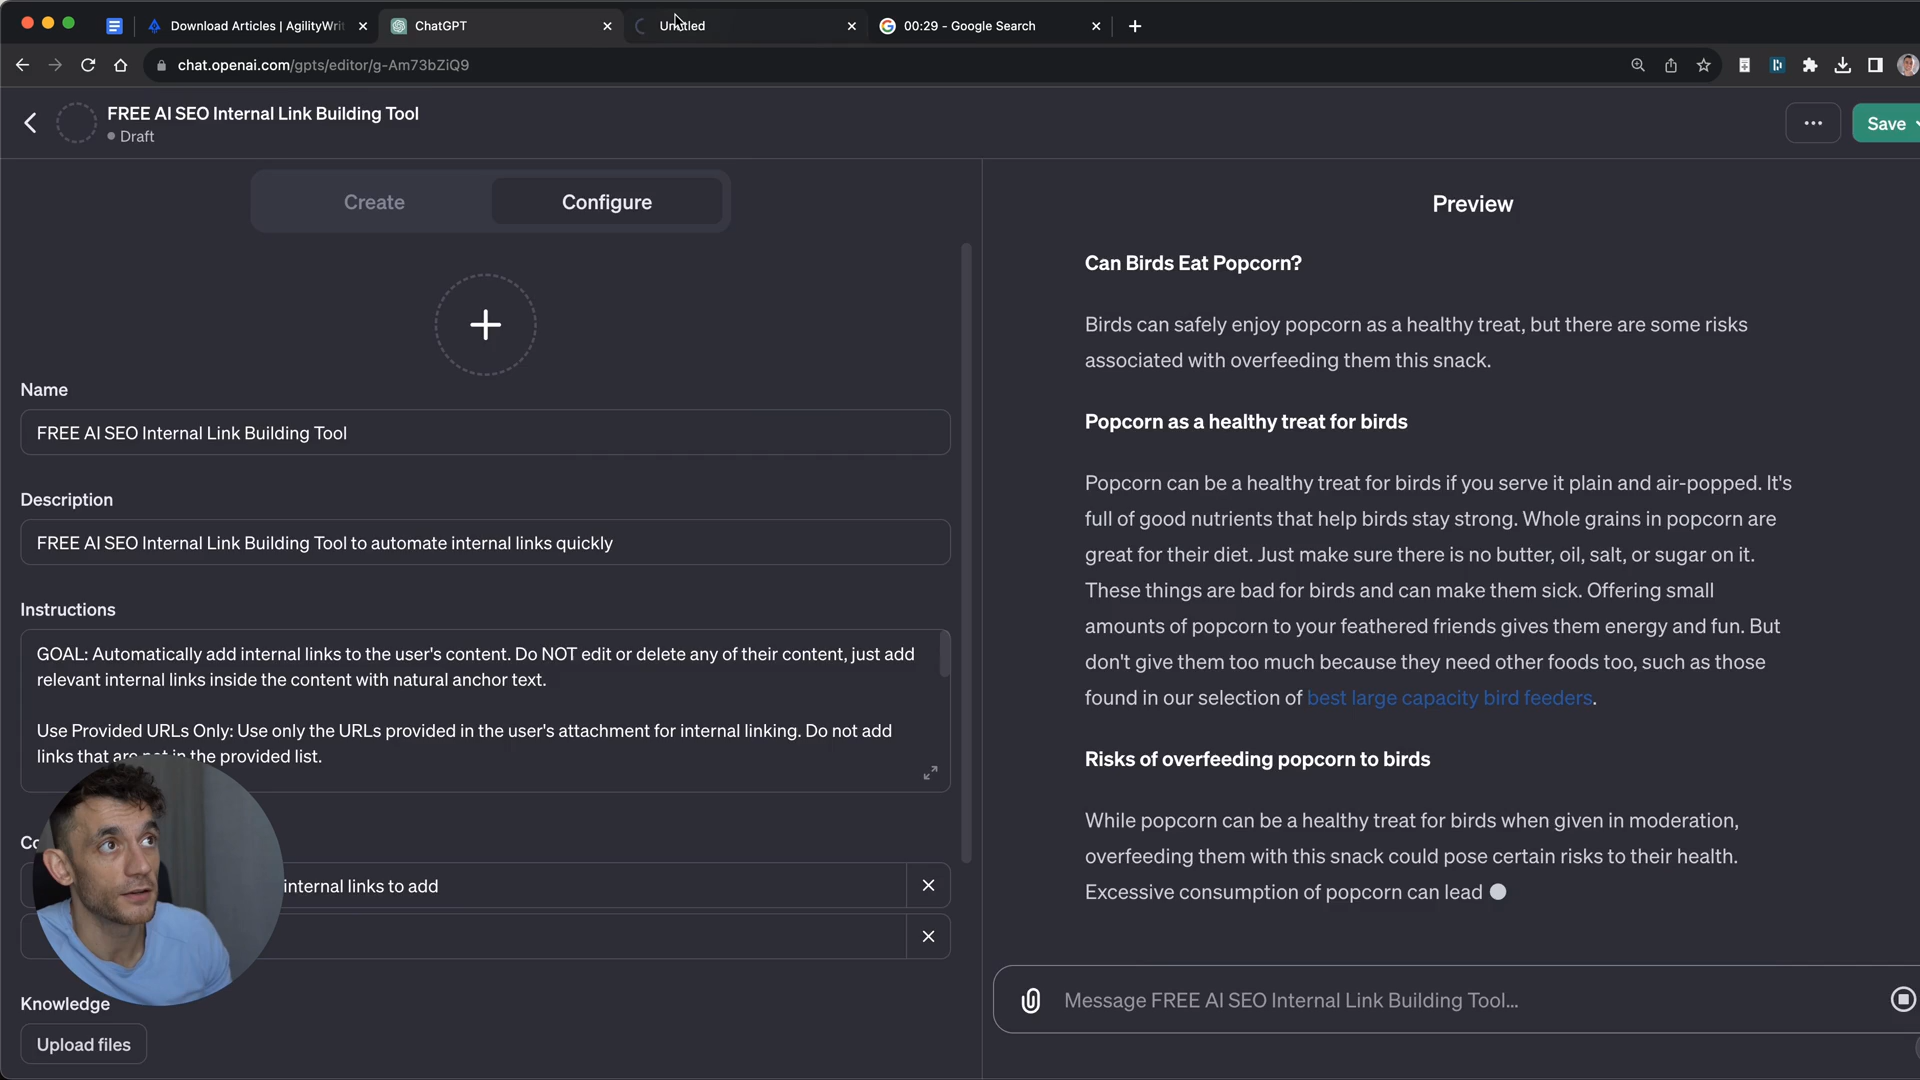 Download Articles | AgilityWri
ChatGPT
Untitled
00:29 - Google Search
chat.openai.com/gpts/editor/g-Am73bZiQ9
FREE AI SEO Internal Link Building Tool
Draft
Save
Create
Configure
Preview
Name
FREE AI SEO Internal Link Building Tool
Description
FREE AI SEO Internal Link Building Tool to automate internal links quickly
Instructions
GOAL: Automatically add internal links to the user's content. Do NOT edit or delete any of their content, just add
relevant internal links inside the content with natural anchor text.
Use Provided URLs Only: Use only the URLs provided in the user's attachment for internal linking. Do not add
links that are not in the provided list.
Co
internal links to add
Knowledge
Upload files
Can Birds Eat Popcorn?
Birds can safely enjoy popcorn as a healthy treat, but there are some risks
associated with overfeeding them this snack.
Popcorn as a healthy treat for birds
Popcorn can be a healthy treat for birds if you serve it plain and air-popped. It's
full of good nutrients that help birds stay strong. Whole grains in popcorn are
great for their diet. Just make sure there is no butter, oil, salt, or sugar on it.
These things are bad for birds and can make them sick. Offering small
amounts of popcorn to your feathered friends gives them energy and fun. But
don't give them too much because they need other foods too, such as those
found in our selection of best large capacity bird feeders.
Risks of overfeeding popcorn to birds
While popcorn can be a healthy treat for birds when given in moderation,
overfeeding them with this snack could pose certain risks to their health.
Excessive consumption of popcorn can lead
Message FREE AI SEO Internal Link Building Tool...